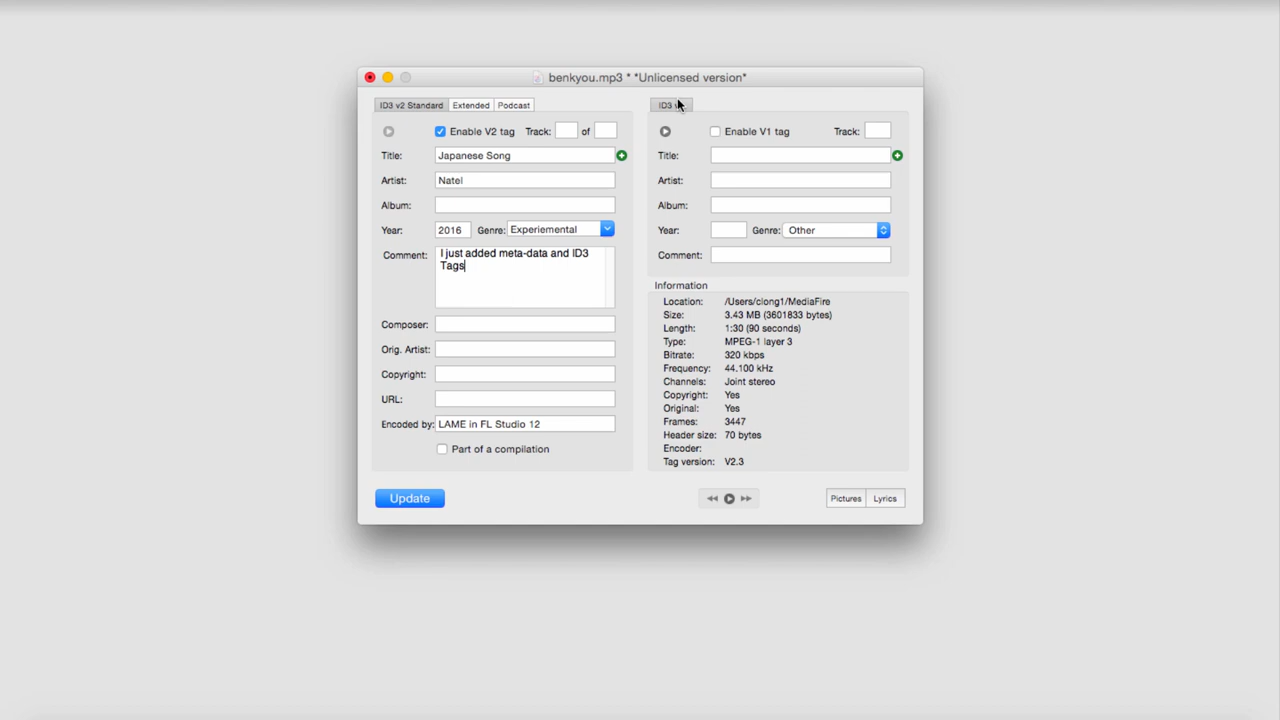 benkyou.mp3 * *Unlicensed version*
ID3 v2 Standard Extended Podcast
Enable V2 tag Track: of
Title: Japanese Song
Artist: Natel
Album:
Year: 2016 Genre: Experiemental
Comment: I just added meta-data and ID3
Tags
Composer:
Orig. Artist:
Copyright:
URL:
Encoded by: LAME in FL Studio 12
Part of a compilation
Update
ID3
Enable V1 tag Track:
Title:
Artist:
Album:
Year: Genre: Other
Comment:
Information
Location: /Users/clong1/MediaFire
Size: 3.43 MB (3601833 bytes)
Length: 1:30 (90 seconds)
Type: MPEG-1 layer 3
Bitrate: 320 kbps
Frequency: 44.100 kHz
Channels: Joint stereo
Copyright: Yes
Original: Yes
Frames: 3447
Header size: 70 bytes
Encoder:
Tag version: V2.3
Pictures Lyrics